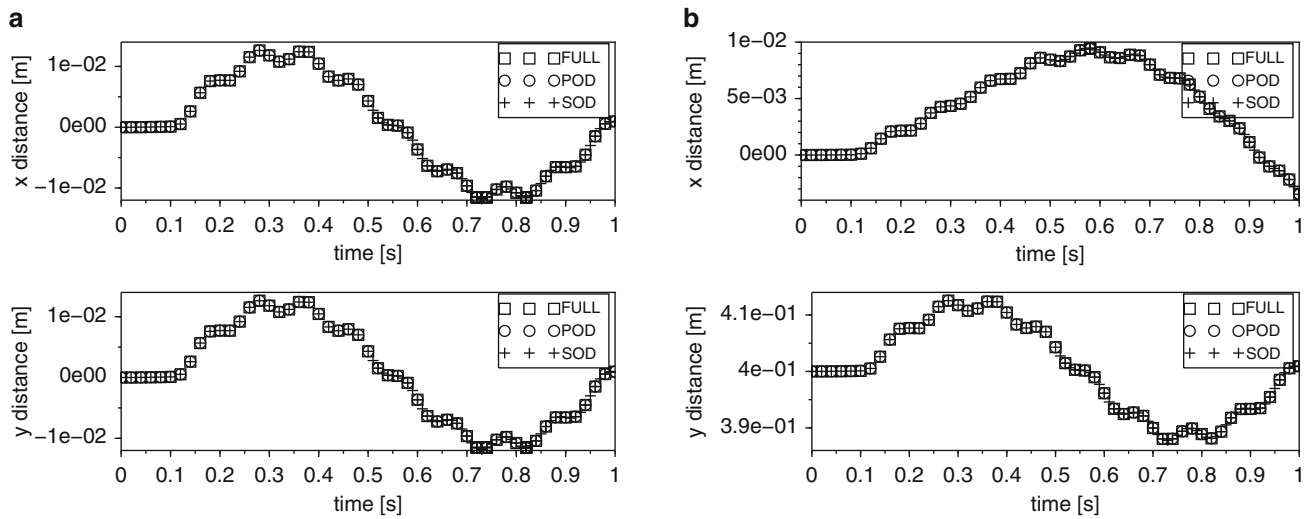 a
x distance [m]
1e−02
0e00
−1e−02
FULL
POD
SOD
0 0.1 0.2 0.3 0.4 0.5 0.6 0.7 0.8 0.9 1
time [s]
y distance [m]
1e−02
0e00
−1e−02
FULL
POD
SOD
0 0.1 0.2 0.3 0.4 0.5 0.6 0.7 0.8 0.9 1
time [s]
b
x distance [m]
1e−02
5e−03
0e00
FULL
POD
SOD
0 0.1 0.2 0.3 0.4 0.5 0.6 0.7 0.8 0.9 1
time [s]
y distance [m]
4.1e−01
4e−01
3.9e−01
FULL
POD
SOD
0 0.1 0.2 0.3 0.4 0.5 0.6 0.7 0.8 0.9 1
time [s]